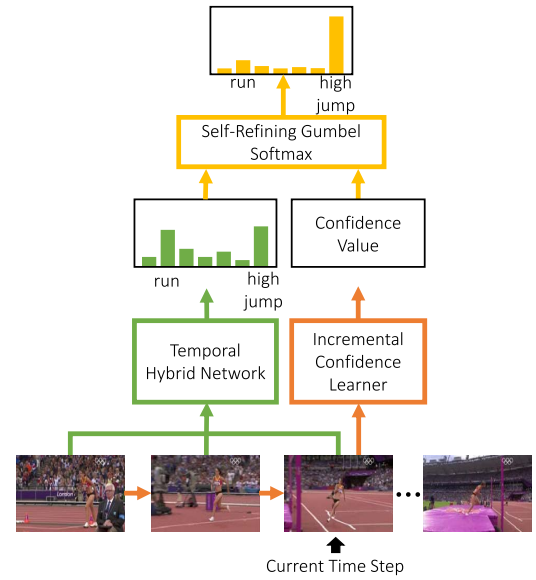 run
high
jump
Self-Refining Gumbel
Softmax
run
high
jump
Confidence
Value
Temporal
Hybrid Network
Incremental
Confidence
Learner
London
Current Time Step